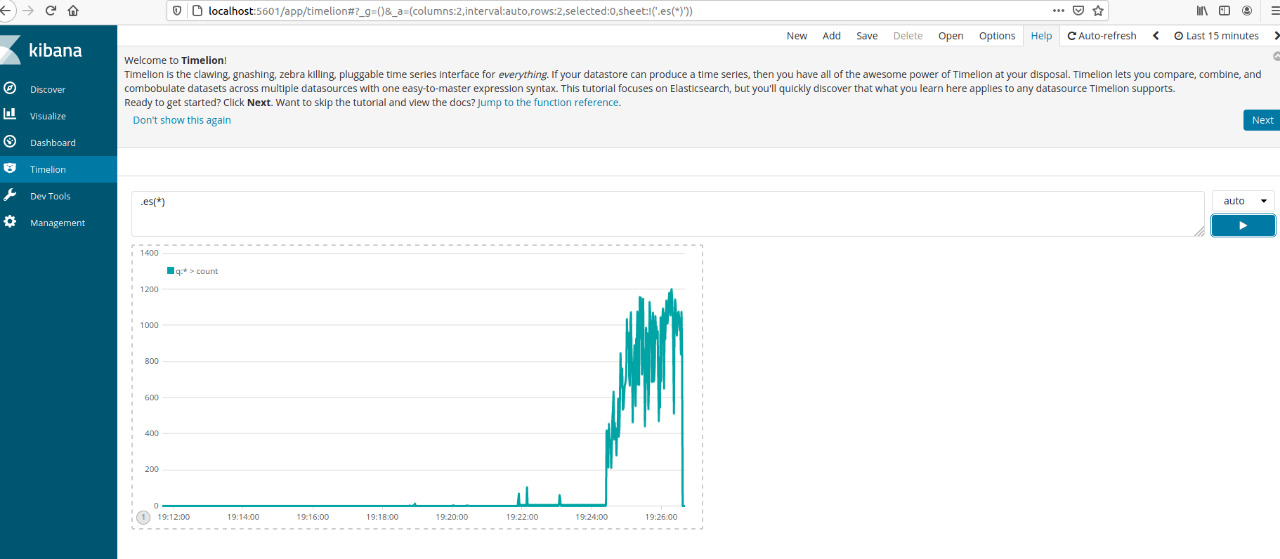 localhost:5601/app/timelion#?_g=()&_a=(columns:2,interval:auto,rows:2,selected:0,sheet:!('.es(*)'))
kibana
Discover
Visualize
Dashboard
Timelion
Dev Tools
Management
New Add Save Delete Open Options Help Auto-refresh Last 15 minutes
Welcome to Timelion!
Timelion is the clawing, gnashing, zebra killing, pluggable time series interface for everything. If your datastore can produce a time series, then you have all of the awesome power of Timelion at your disposal. Timelion lets you compare, combine, and
combobulate datasets across multiple datasources with one easy-to-master expression syntax. This tutorial focuses on Elasticsearch, but you'll quickly discover that what you learn here applies to any datasource Timelion supports.
Ready to get started? Click Next. Want to skip the tutorial and view the docs? Jump to the function reference.
Don't show this again
Next
.es(*)
auto
1400
q:* > count
1200
1000
800
600
400
200
0
1
19:12:00 19:14:00 19:16:00 19:18:00 19:20:00 19:22:00 19:24:00 19:26:00